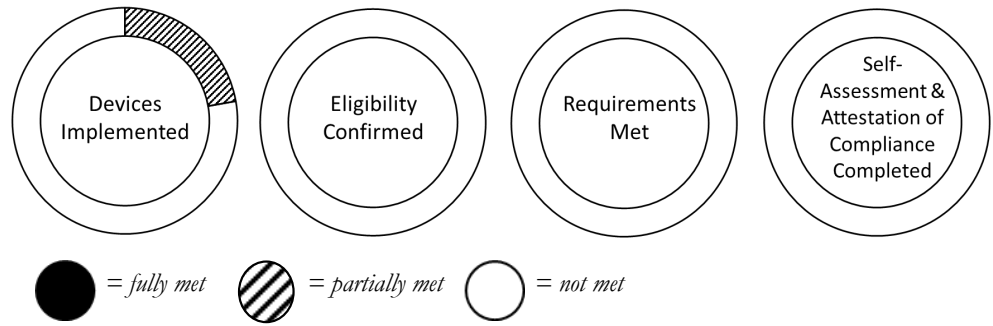 Devices
Implemented
Eligibility
Confirmed
Requirements
Met
Self-
Assessment &
Attestation of
Compliance
Completed
= fully met
= partially met
= not met